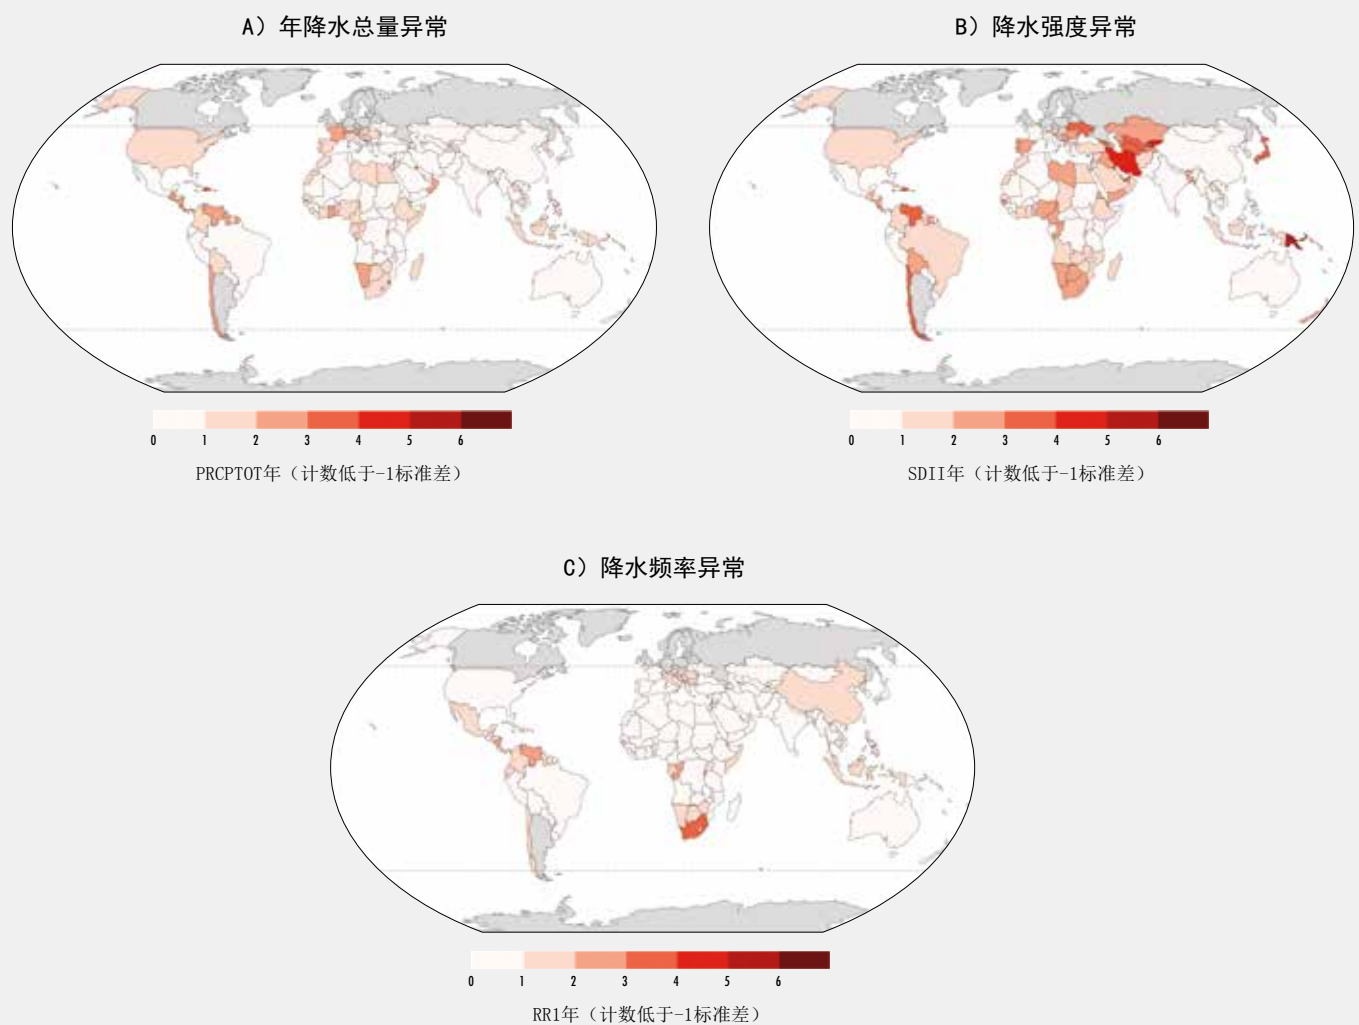 A）年降水总量异常
B）降水强度异常
0 1 2 3 4 5 6
PRCPTOT年（计数低于-1标准差）
0 1 2 3 4 5 6
SDII年（计数低于-1标准差）
C）降水频率异常
0 1 2 3 4 5 6
RR1年（计数低于-1标准差）